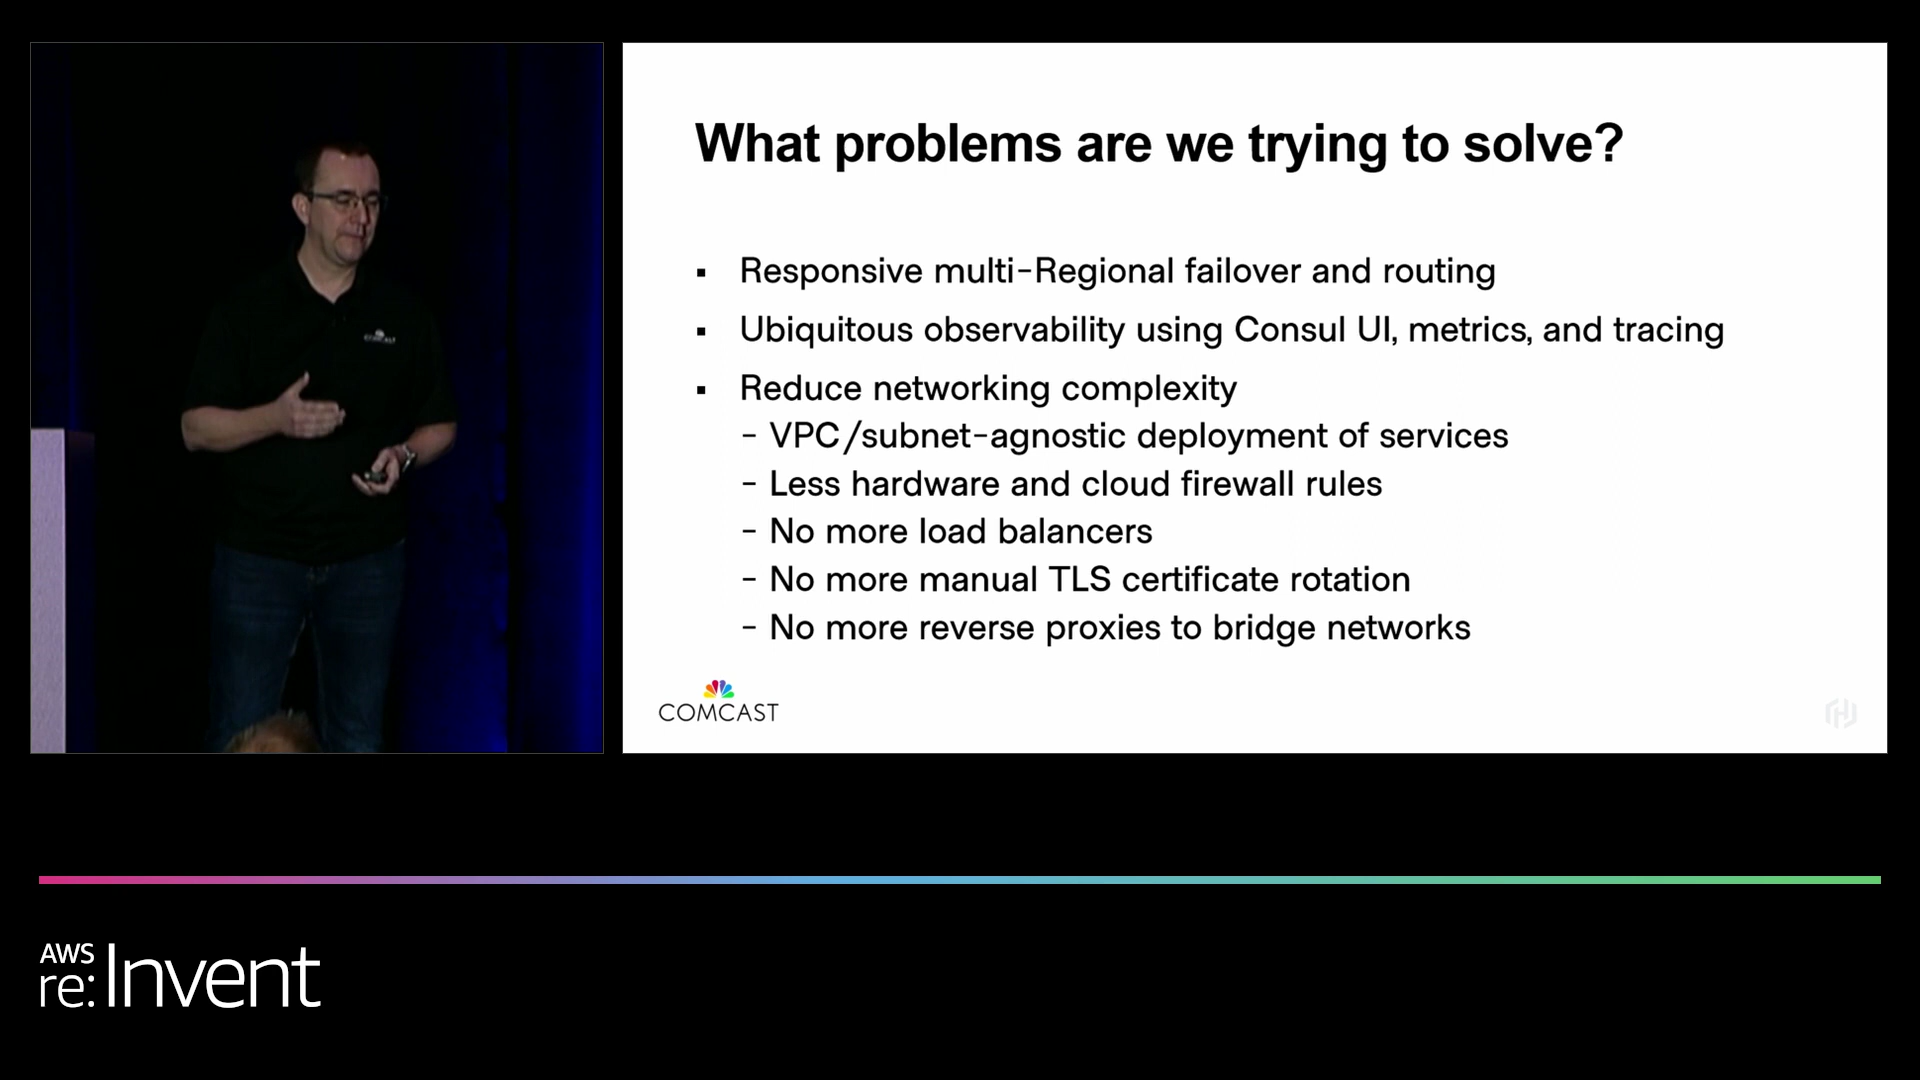 What problems are we trying to solve?
▪ Responsive multi-Regional failover and routing
▪ Ubiquitous observability using Consul UI, metrics, and tracing
▪ Reduce networking complexity
- VPC/subnet-agnostic deployment of services
- Less hardware and cloud firewall rules
- No more load balancers
- No more manual TLS certificate rotation
- No more reverse proxies to bridge networks
COMCAST
COMCAST
AWS
re:Invent